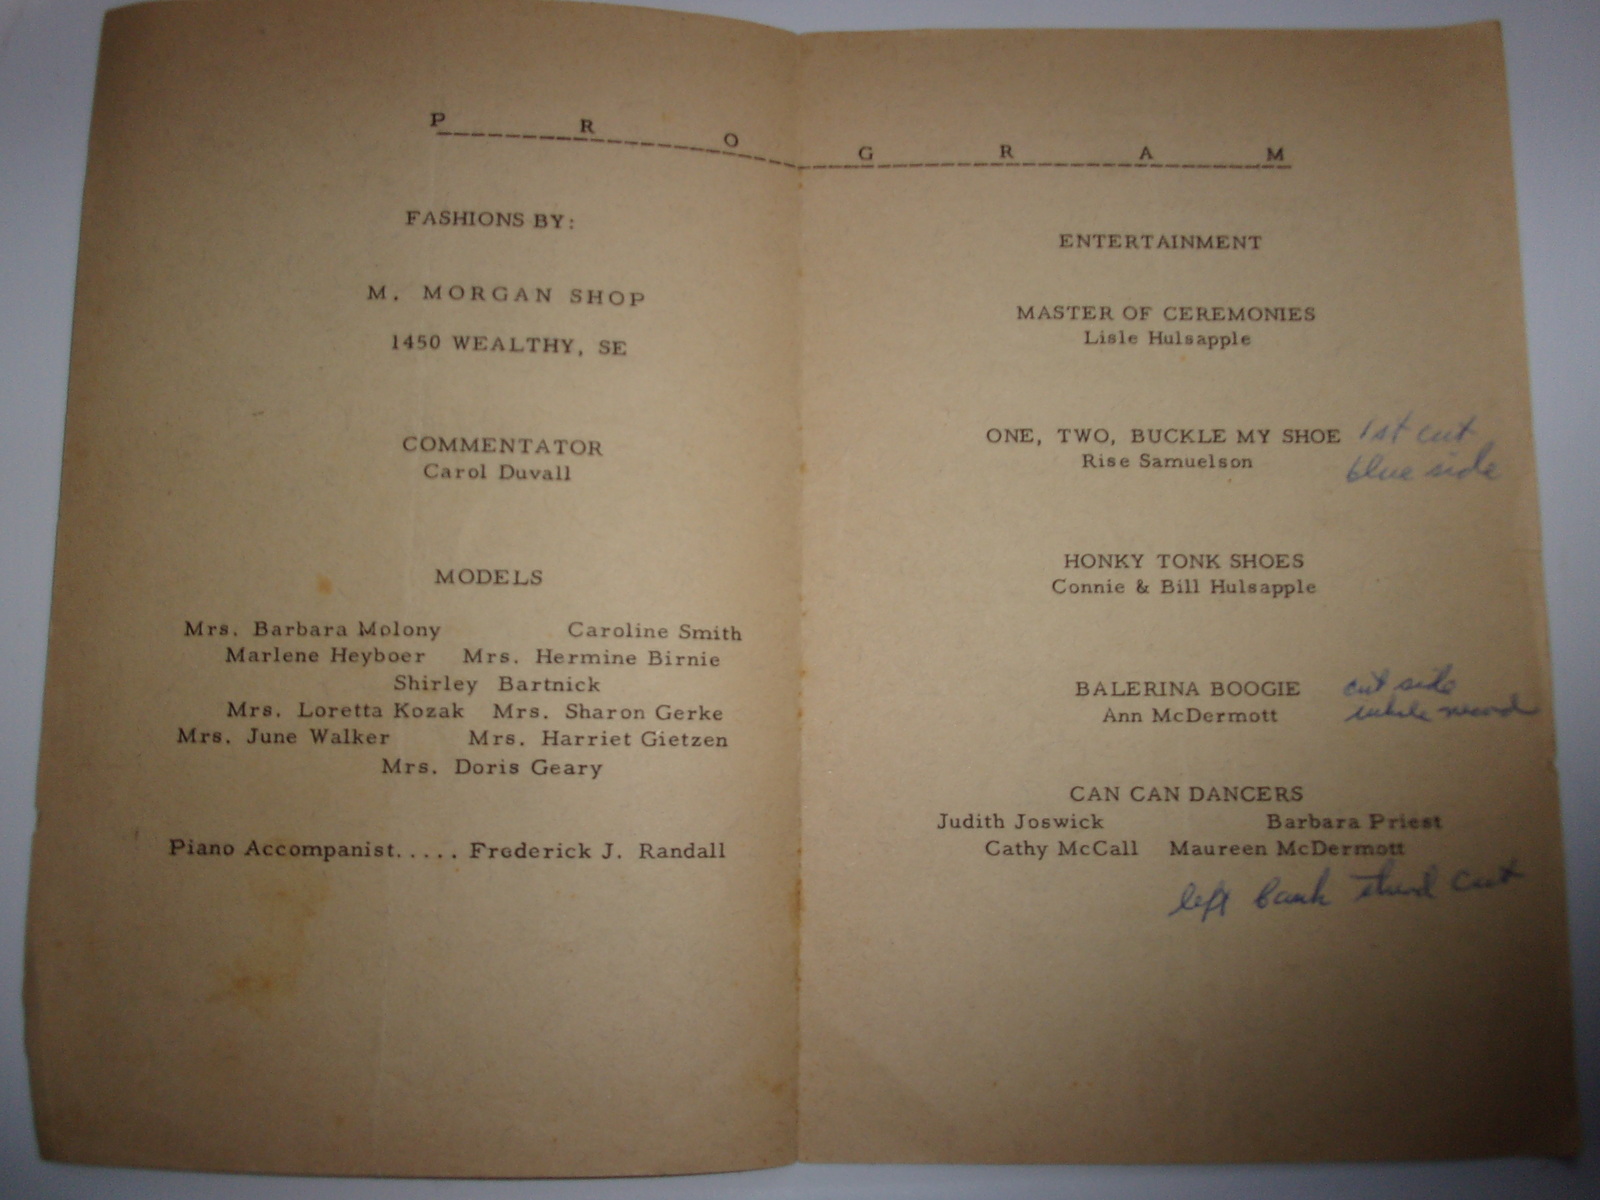 P R O G R A M
FASHIONS BY:
M. MORGAN SHOP
1450 WEALTHY, SE
COMMENTATOR
Carol Duvall
MODELS
Mrs. Barbara Molony Caroline Smith
Marlene Heyboer Mrs. Hermine Birnie
Shirley Bartnick
Mrs. Loretta Kozak Mrs. Sharon Gerke
Mrs. June Walker Mrs. Harriet Gietzen
Mrs. Doris Geary
Piano Accompanist..... Frederick J. Randall
ENTERTAINMENT
MASTER OF CEREMONIES
Lisle Hulsapple
ONE, TWO, BUCKLE MY SHOE 1st cut
Rise Samuelson blue side
HONKY TONK SHOES
Connie & Bill Hulsapple
BALERINA BOOGIE cut side
Ann McDermott
CAN CAN DANCERS
Judith Joswick Barbara Priest
Cathy McCall Maureen McDermott
left bank third cut